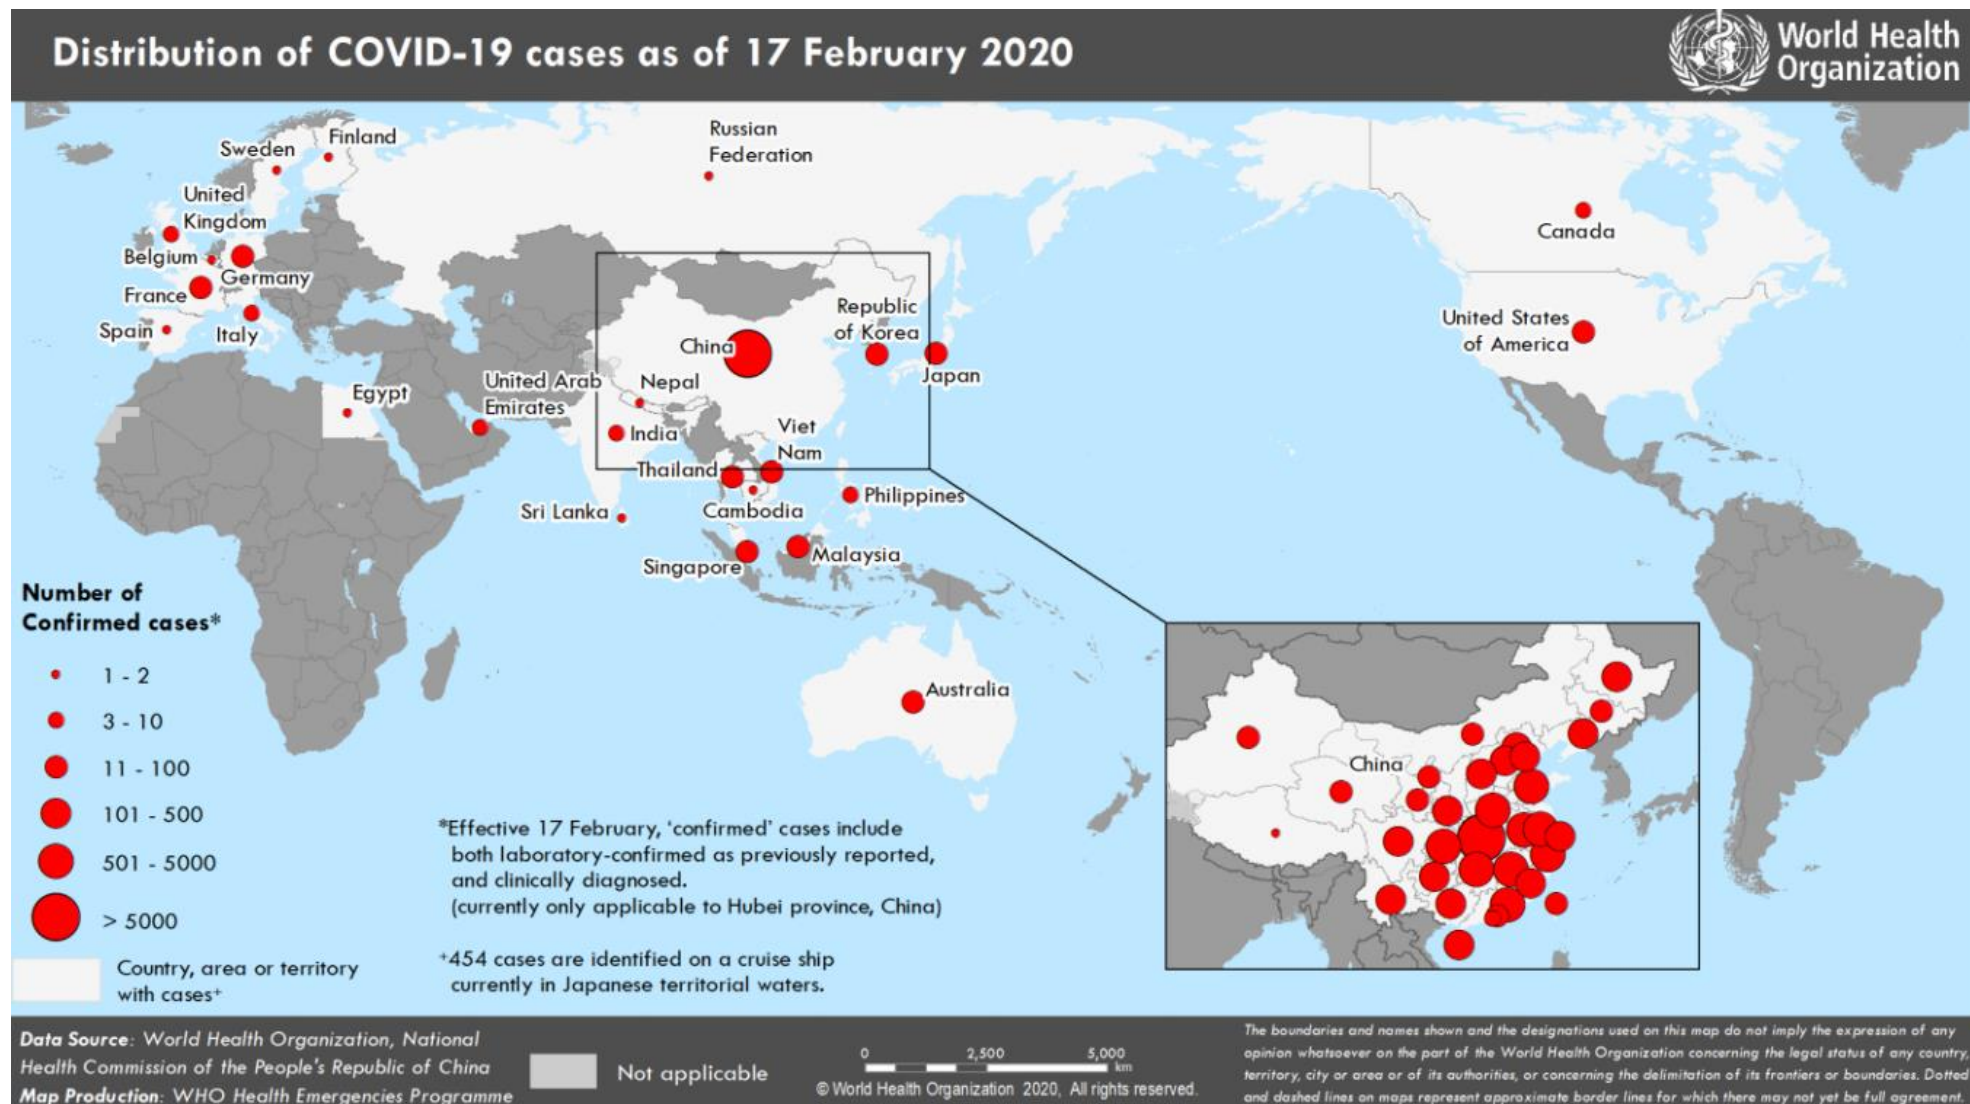 Distribution of COVID-19 cases as of 17 February 2020
World Health
Organization
Finland
Sweden
Russian
Federation
United
Kingdom
Belgium
Germany
France
Spain
Italy
Canada
United States
of America
Republic
of Korea
China
Japan
Egypt
United Arab
Emirates
Nepal
India
Viet
Nam
Thailand
Philippines
Sri Lanka
Cambodia
Singapore
Malaysia
Australia
China
Number of
Confirmed cases*
1 - 2
3 - 10
11 - 100
101 - 500
501 - 5000
> 5000
Country, area or territory
with cases+
*Effective 17 February, ‘confirmed’ cases include
both laboratory-confirmed as previously reported,
and clinically diagnosed.
(currently only applicable to Hubei province, China)
+454 cases are identified on a cruise ship
currently in Japanese territorial waters.
Data Source: World Health Organization, National
Health Commission of the People's Republic of China
Map Production: WHO Health Emergencies Programme
Not applicable
0 2,500 5,000
km
© World Health Organization 2020, All rights reserved.
The boundaries and names shown and the designations used on this map do not imply the expression of any
opinion whatsoever on the part of the World Health Organization concerning the legal status of any country,
territory, city or area or of its authorities, or concerning the delimitation of its frontiers or boundaries. Dotted
and dashed lines on maps represent approximate border lines for which there may not yet be full agreement.